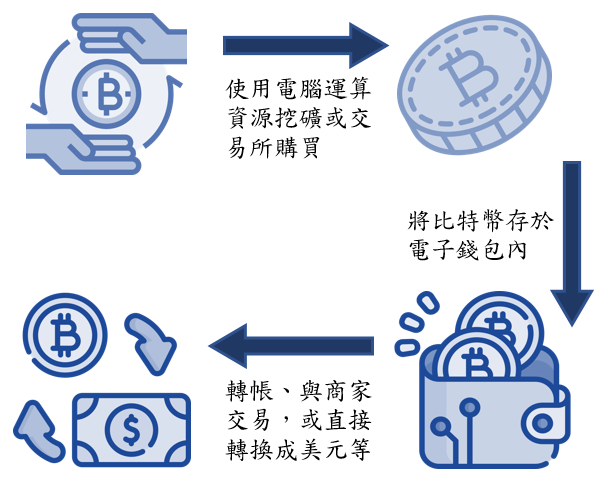 使用電腦運算
資源挖礦或交
易所購買
將比特幣存於
電子錢包內
轉帳、與商家
交易，或直接
轉換成美元等